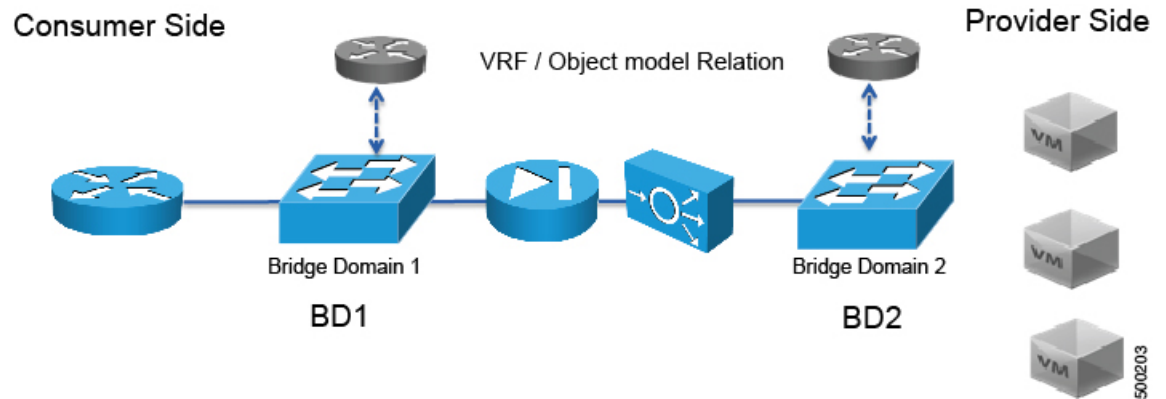 Consumer Side
Provider Side
VRF / Object model Relation
VM
Bridge Domain 1
Bridge Domain 2
VM
BD1
BD2
VM
500203